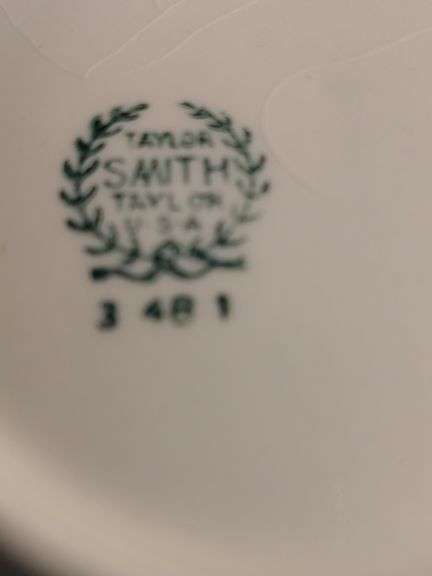 TAYLOR
SMITH
TAYLOR
U S A
3 48 1